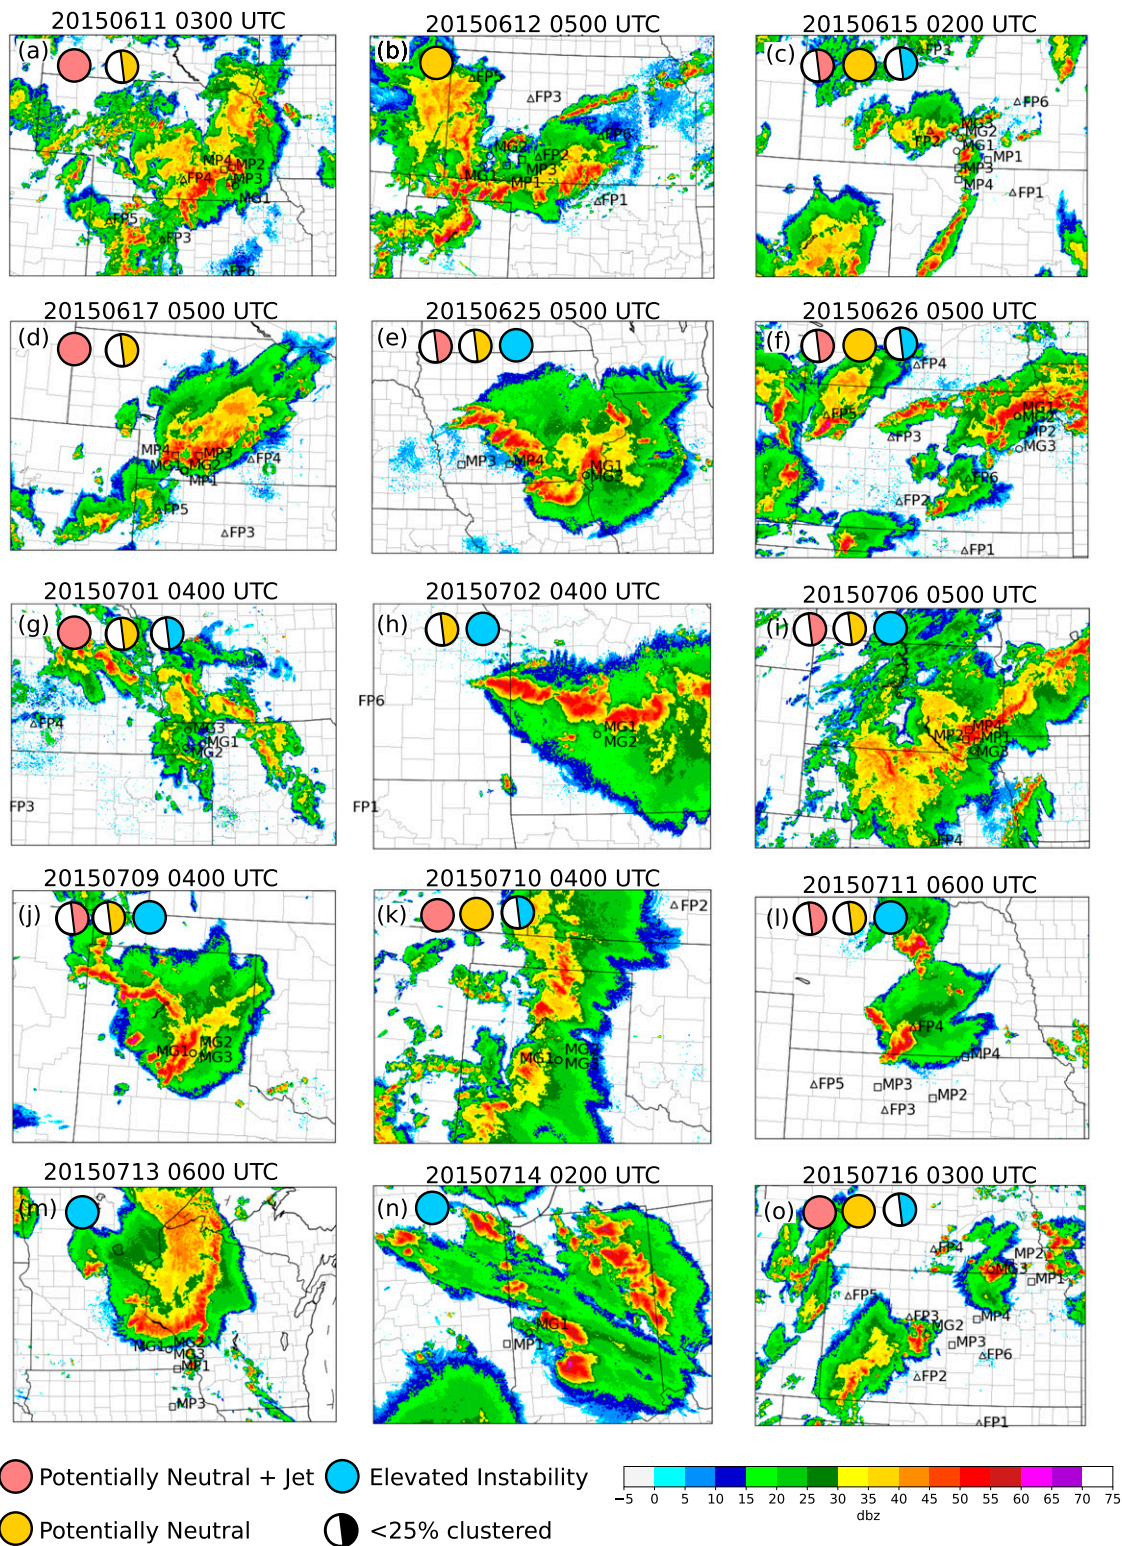 20150611 0300 UTC
(a)
MP4
MP2
FP4
MP3
MG1
FP5
FP3
FP6
20150612 0500 UTC
(b)
FP5
FP3
FP6
MG2
FP2
MG1
MP3
MP1
FP1
20150615 0200 UTC
(c)
FP3
FP6
MG3
MG2
FP2
MG1
MP1
MP3
MP4
FP1
20150617 0500 UTC
(d)
MP4
MP3
FP4
MG1
MG2
MP1
FP5
FP3
20150625 0500 UTC
(e)
MP3
MP4
MG1
MG3
20150626 0500 UTC
(f)
FP4
FP5
MG1
MG2
FP3
MP2
MG3
FP6
FP2
FP1
20150701 0400 UTC
(g)
FP4
MG3
MG1
MG2
FP3
20150702 0400 UTC
(h)
FP6
MG1
MG2
FP1
20150706 0500 UTC
(i)
MP4
MP2
MP1
MG3
FP4
20150709 0400 UTC
(j)
MG2
MG1
MG3
20150710 0400 UTC
(k)
FP2
MG2
MG1
MG3
20150711 0600 UTC
(l)
FP4
MP4
FP5
MP3
MP2
FP3
20150713 0600 UTC
(m)
MG2
MG1
MG3
MP1
MP3
20150714 0200 UTC
(n)
MG1
MP1
20150716 0300 UTC
(o)
FP4
MP2
MG3
MP1
FP5
FP3
MP4
MG2
MP3
FP6
FP2
FP1
Potentially Neutral + Jet
Elevated Instability
Potentially Neutral
<25% clustered
−5 0 5 10 15 20 25 30 35 40 45 50 55 60 65 70 75
dbz